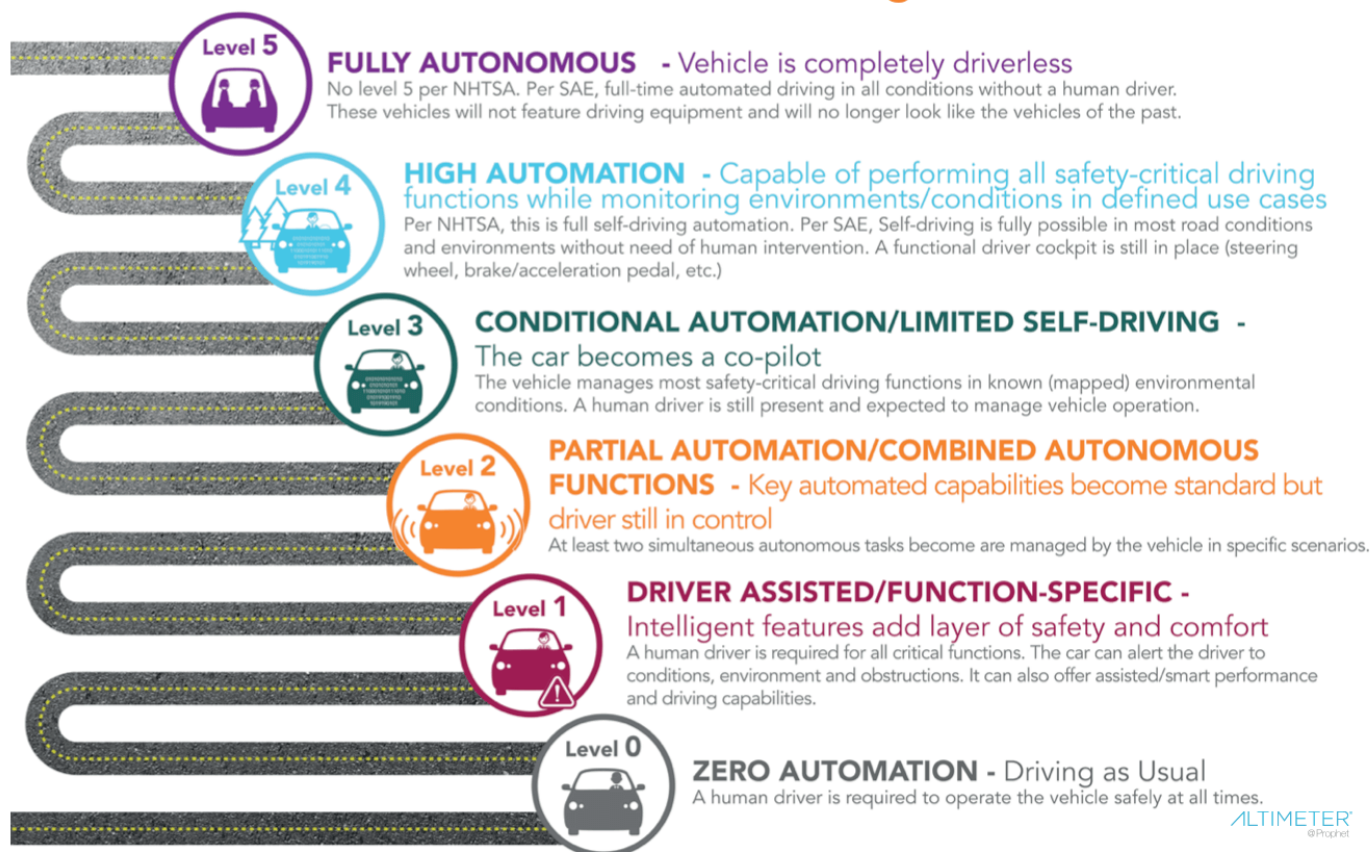 Level 5
FULLY AUTONOMOUS - Vehicle is completely driverless
No level 5 per NHTSA. Per SAE, full-time automated driving in all conditions without a human driver.
These vehicles will not feature driving equipment and will no longer look like the vehicles of the past.
Level 4
HIGH AUTOMATION - Capable of performing all safety-critical driving
functions while monitoring environments/conditions in defined use cases
Per NHTSA, this is full self-driving automation. Per SAE, Self-driving is fully possible in most road conditions
and environments without need of human intervention. A functional driver cockpit is still in place (steering
wheel, brake/acceleration pedal, etc.)
Level 3
CONDITIONAL AUTOMATION/LIMITED SELF-DRIVING -
The car becomes a co-pilot
The vehicle manages most safety-critical driving functions in known (mapped) environmental
conditions. A human driver is still present and expected to manage vehicle operation.
Level 2
PARTIAL AUTOMATION/COMBINED AUTONOMOUS
FUNCTIONS - Key automated capabilities become standard but
driver still in control
At least two simultaneous autonomous tasks become are managed by the vehicle in specific scenarios.
Level 1
DRIVER ASSISTED/FUNCTION-SPECIFIC -
Intelligent features add layer of safety and comfort
A human driver is required for all critical functions. The car can alert the driver to
conditions, environment and obstructions. It can also offer assisted/smart performance
and driving capabilities.
Level 0
ZERO AUTOMATION - Driving as Usual
A human driver is required to operate the vehicle safely at all times.
ALTIMETER®
@Prophet